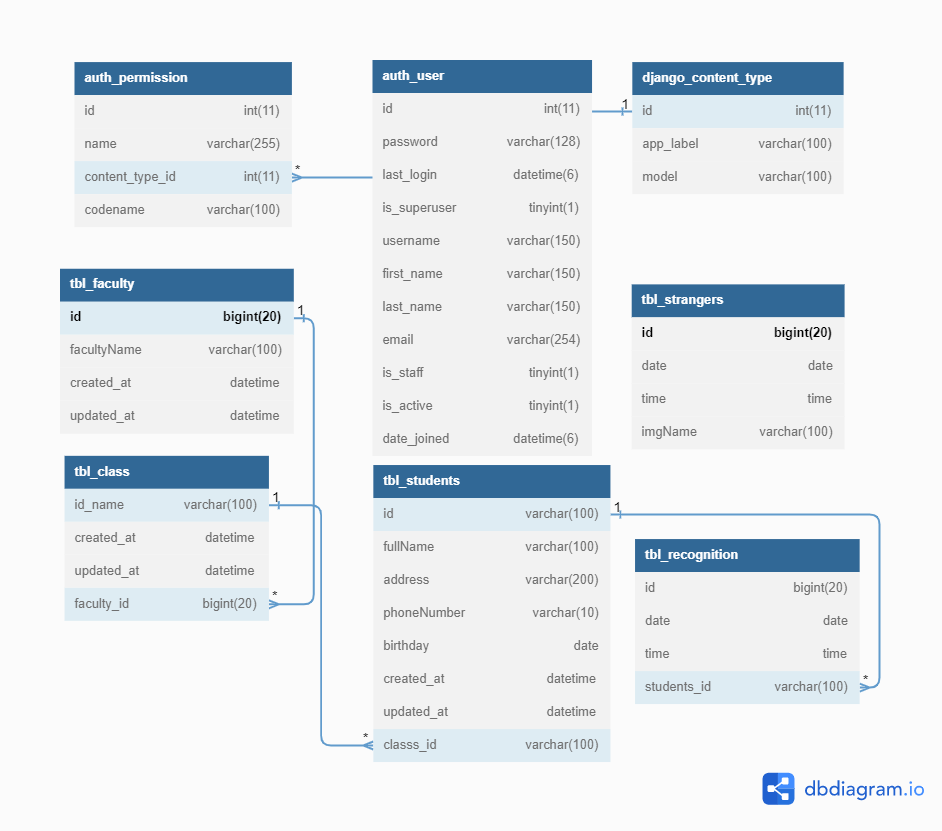 auth_permission
id int(11)
name varchar(255)
content_type_id int(11)
codename varchar(100)
*
auth_user
id int(11)
password varchar(128)
last_login datetime(6)
is_superuser tinyint(1)
username varchar(150)
first_name varchar(150)
last_name varchar(150)
email varchar(254)
is_staff tinyint(1)
is_active tinyint(1)
date_joined datetime(6)
1
django_content_type
id int(11)
app_label varchar(100)
model varchar(100)
tbl_faculty
id bigint(20)
facultyName varchar(100)
created_at datetime
updated_at datetime
1
tbl_strangers
id bigint(20)
date date
time time
imgName varchar(100)
tbl_class
id_name varchar(100)
created_at datetime
updated_at datetime
faculty_id bigint(20)
1
*
tbl_students
id varchar(100)
fullName varchar(100)
address varchar(200)
phoneNumber varchar(10)
birthday date
created_at datetime
updated_at datetime
classs_id varchar(100)
*
1
tbl_recognition
id bigint(20)
date date
time time
students_id varchar(100)
*
dbdiagram.io